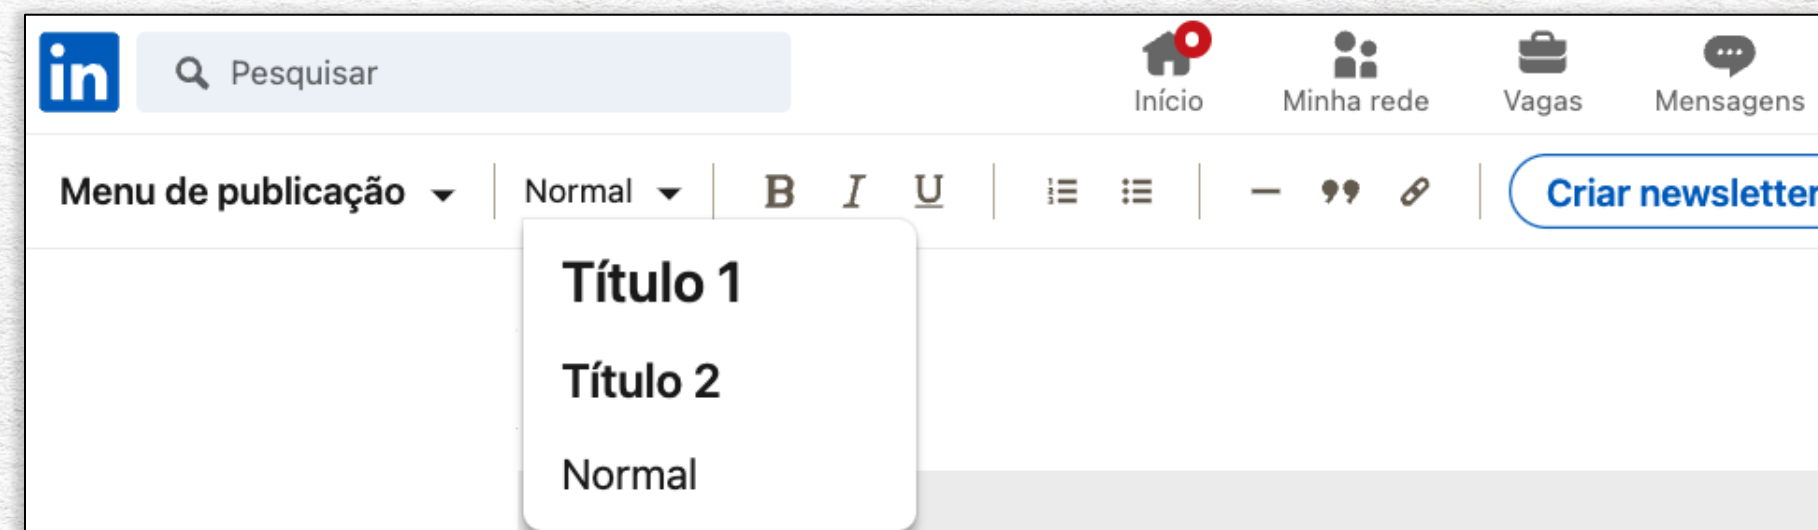 in
Pesquisar
Início
Minha rede
Vagas
Mensagens
Menu de publicação
Normal
B I U
Criar newsletter
Título 1
Título 2
Normal